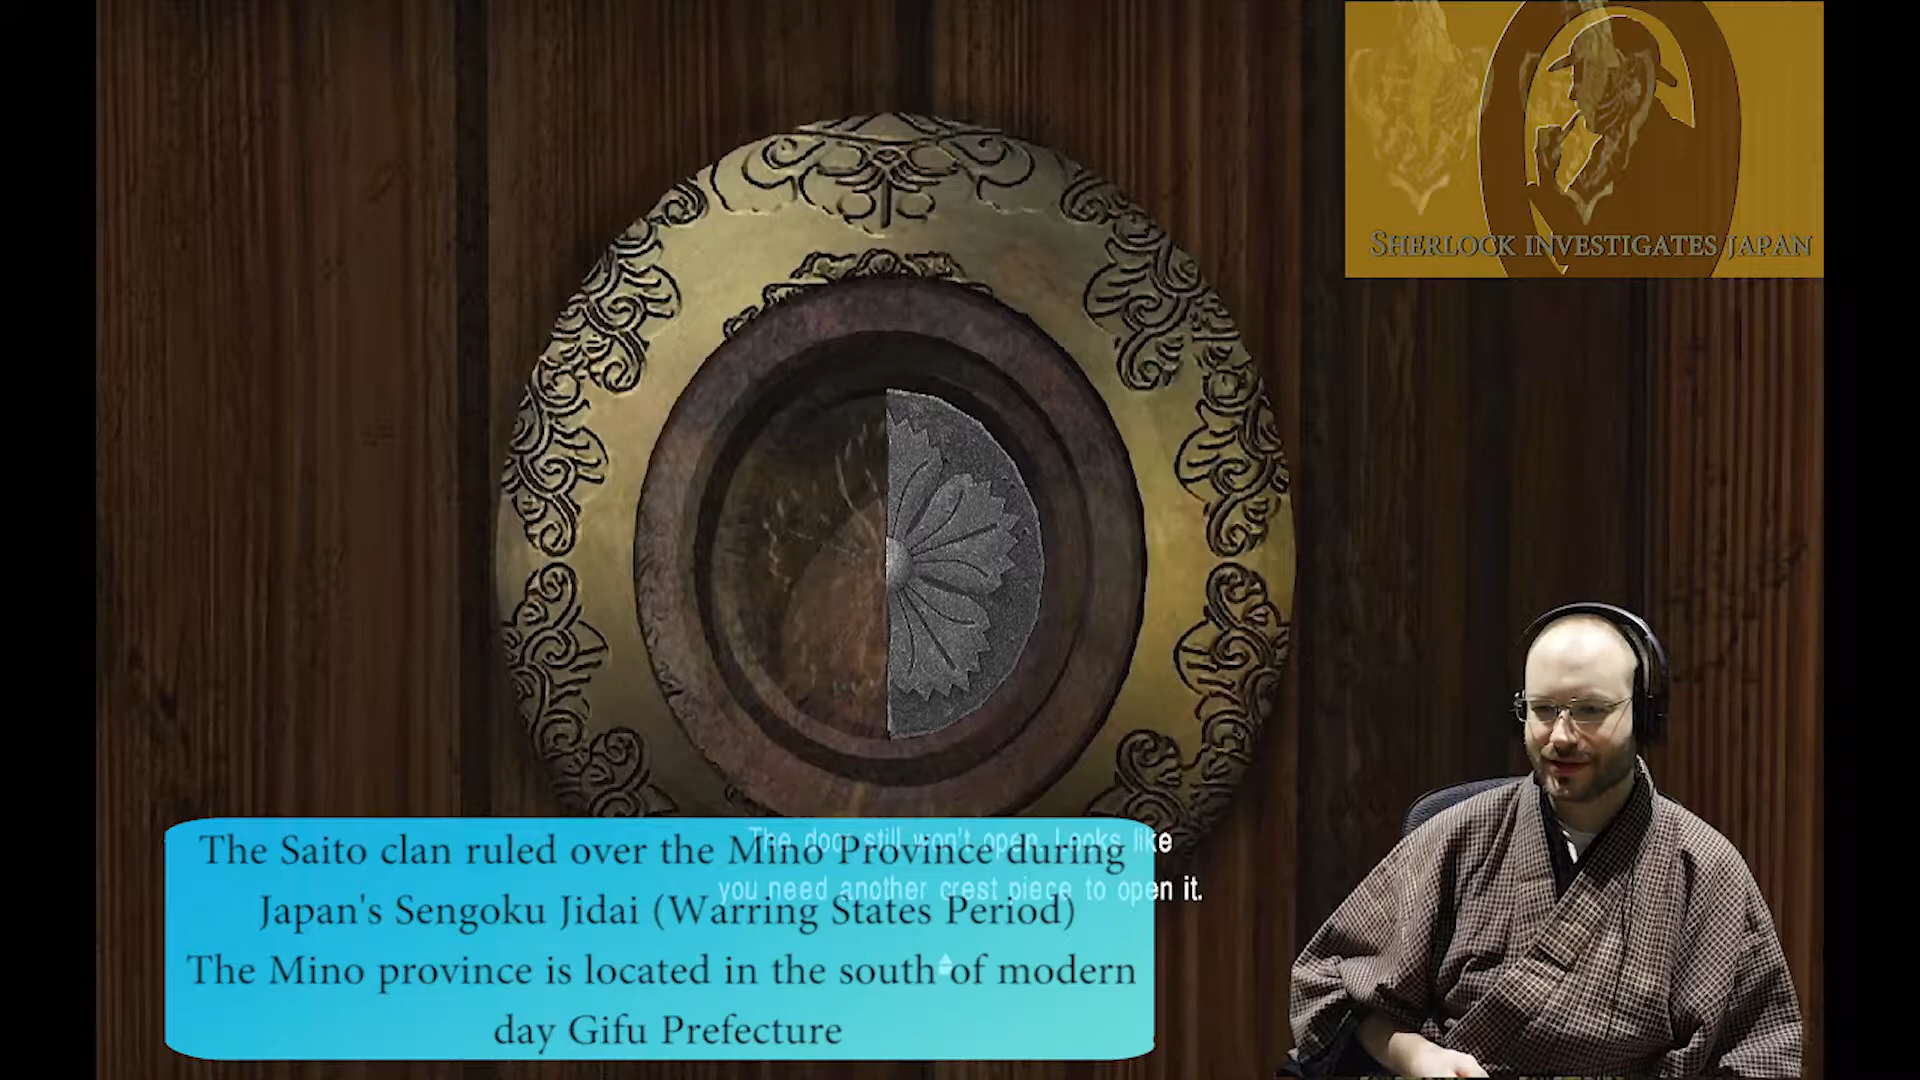 SHERLOCK INVESTIGATES JAPAN
The door still won't open. Looks like
you need another crest piece to open it.
The Saito clan ruled over the Mino Province during
Japan's Sengoku Jidai (Warring States Period)
The Mino province is located in the south of modern
day Gifu Prefecture